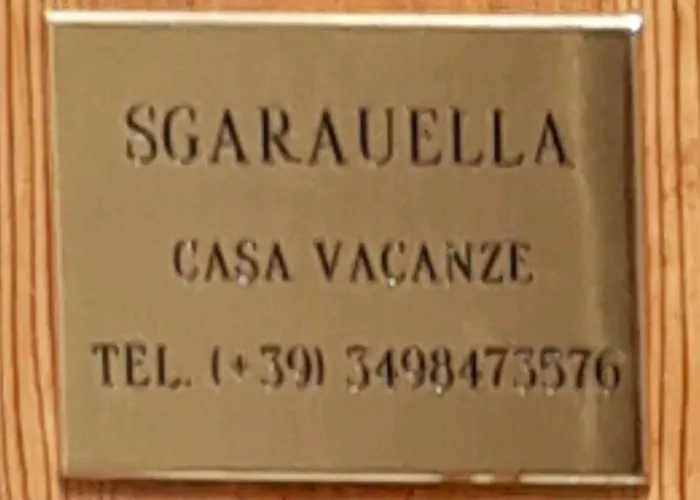 SGARAUELLA
CASA VACANZE
TEL. (+39) 3498473576